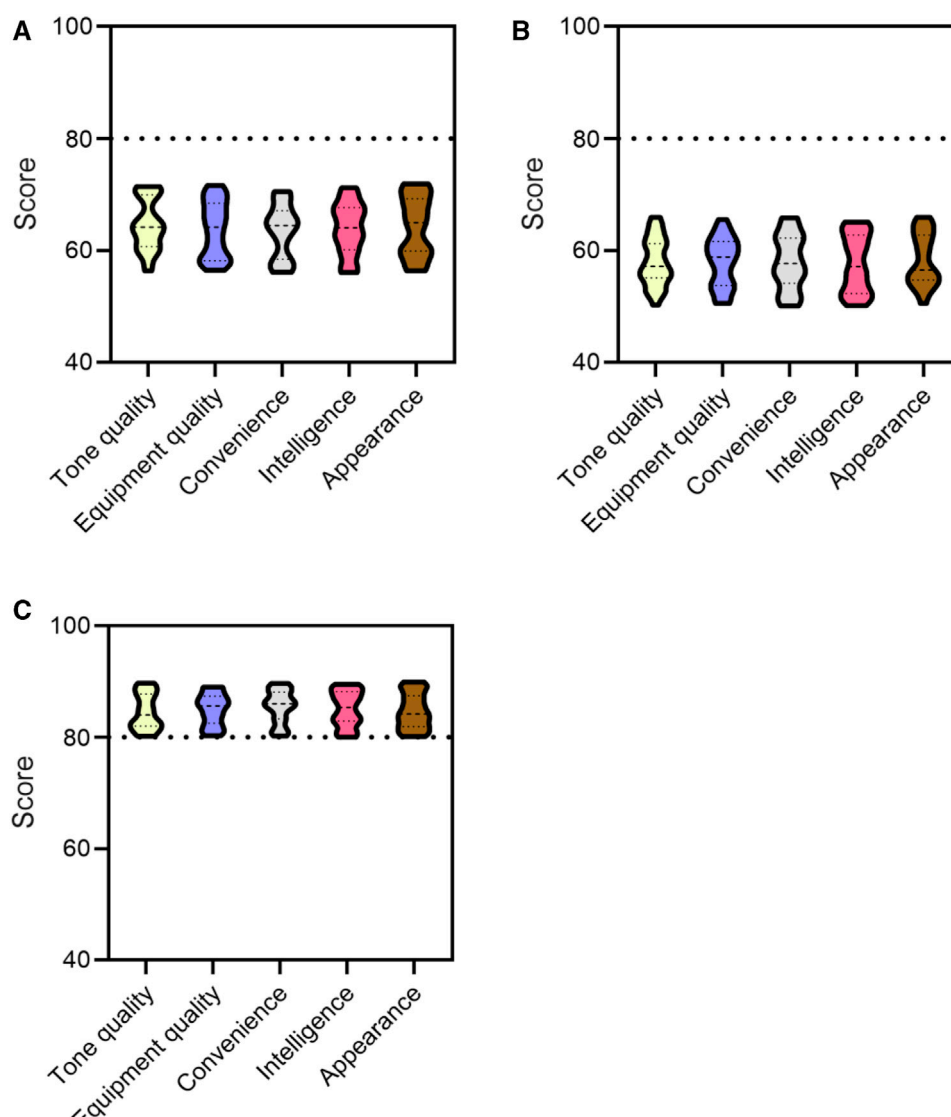 A
100
80
60
40
Score
Tone quality
Equipment quality
Convenience
Intelligence
Appearance
B
100
80
60
40
Score
Tone quality
Equipment quality
Convenience
Intelligence
Appearance
C
100
80
60
40
Score
Tone quality
Equipment quality
Convenience
Intelligence
Appearance